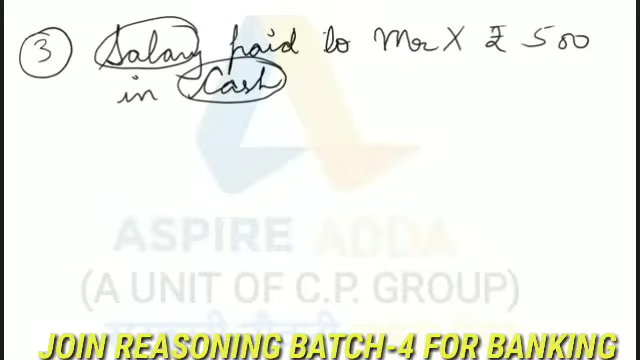 3 Salary paid to Mr X ₹ 500
in Cash
ASPIRE ADDA
(A UNIT OF C.P. GROUP)
JOIN REASONING BATCH-4 FOR BANKING